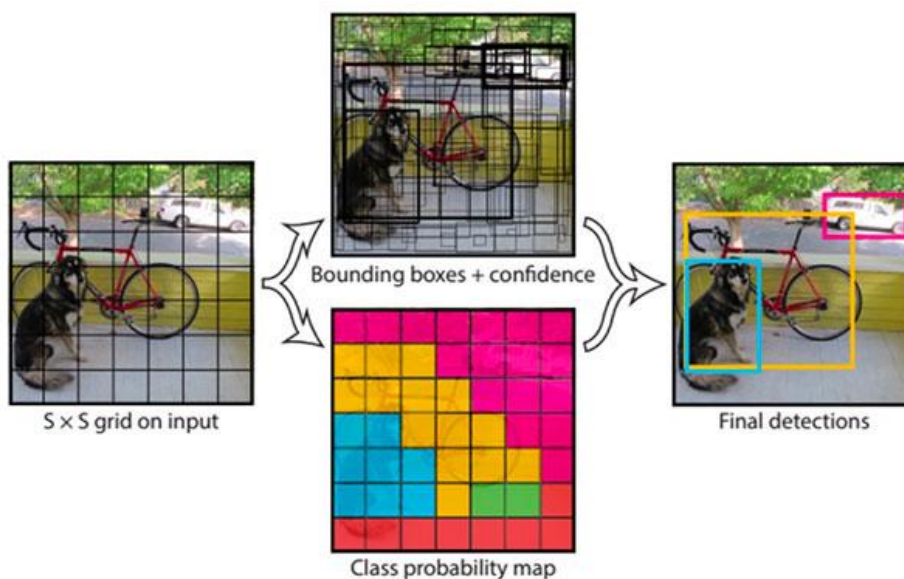 Bounding boxes + confidence
S × S grid on input
Final detections
Class probability map